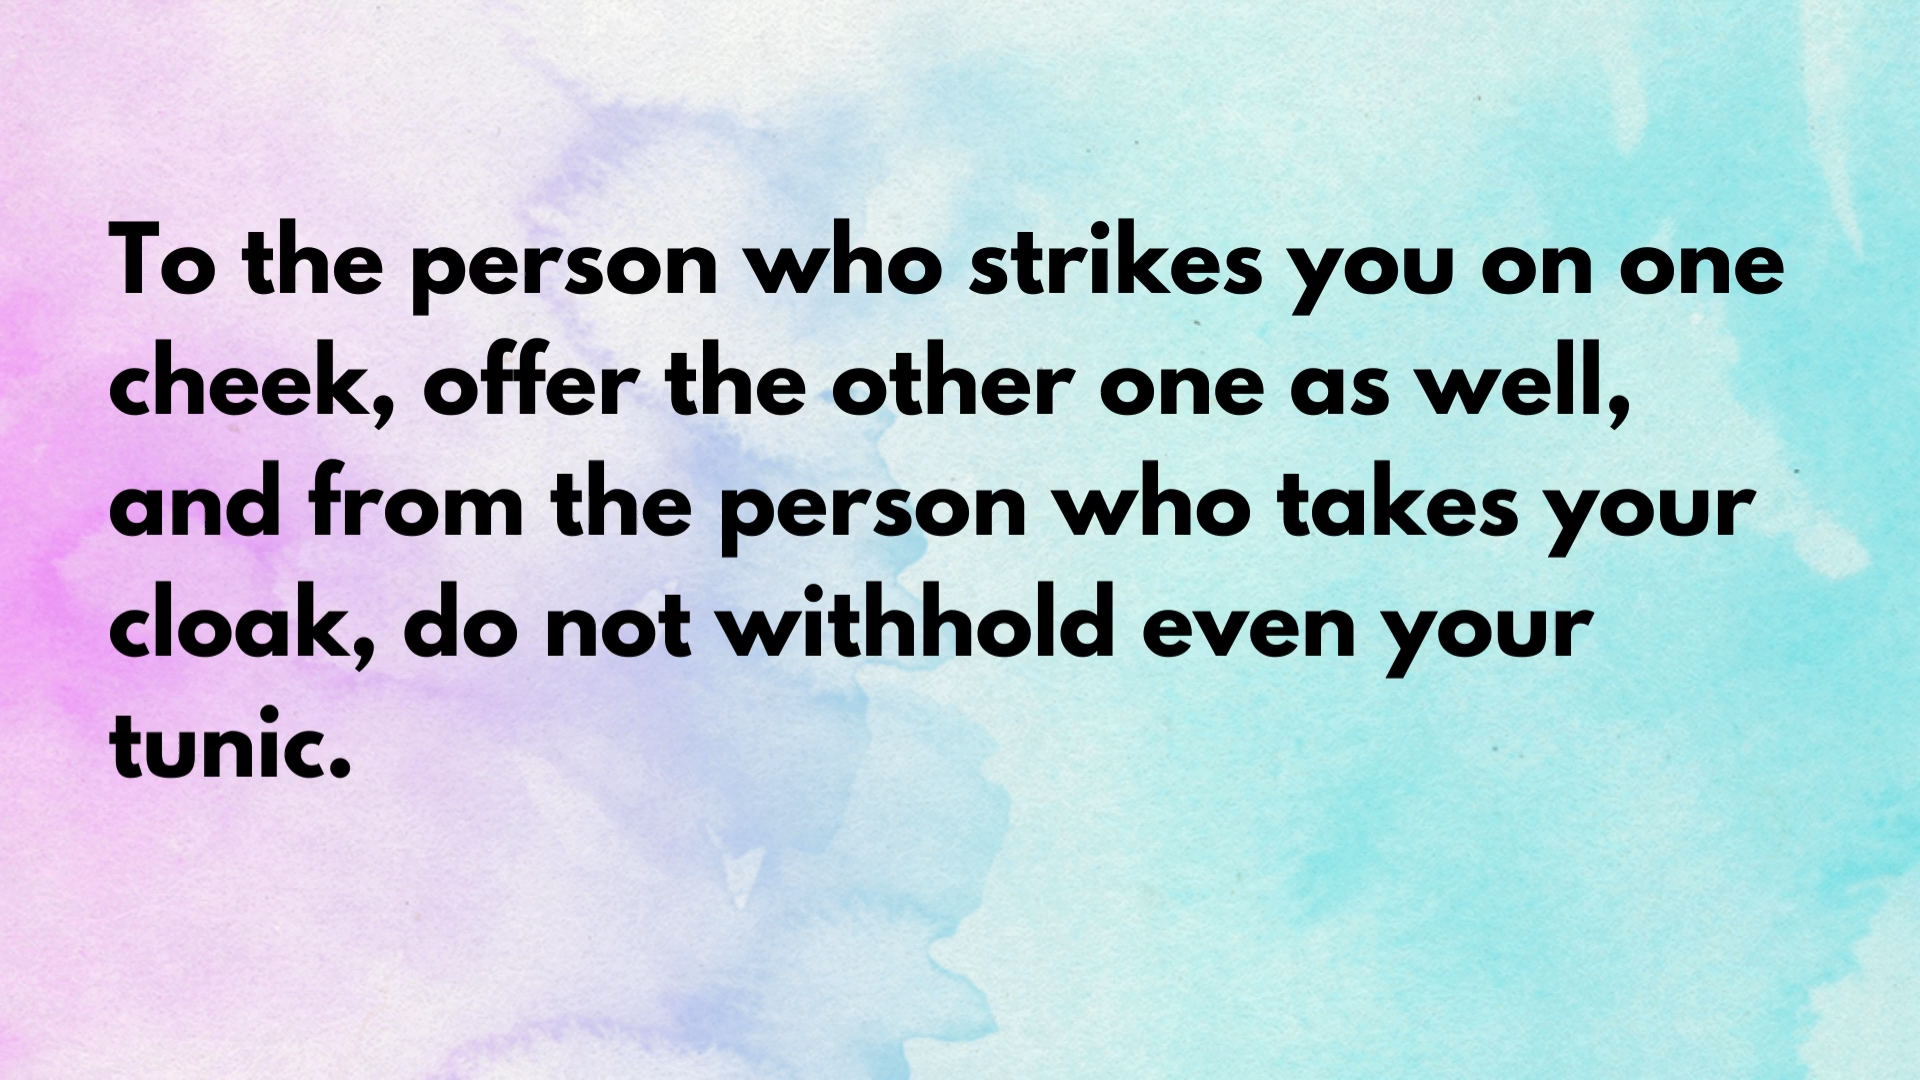 To the person who strikes you on one
cheek, offer the other one as well,
and from the person who takes your
cloak, do not withhold even your
tunic.